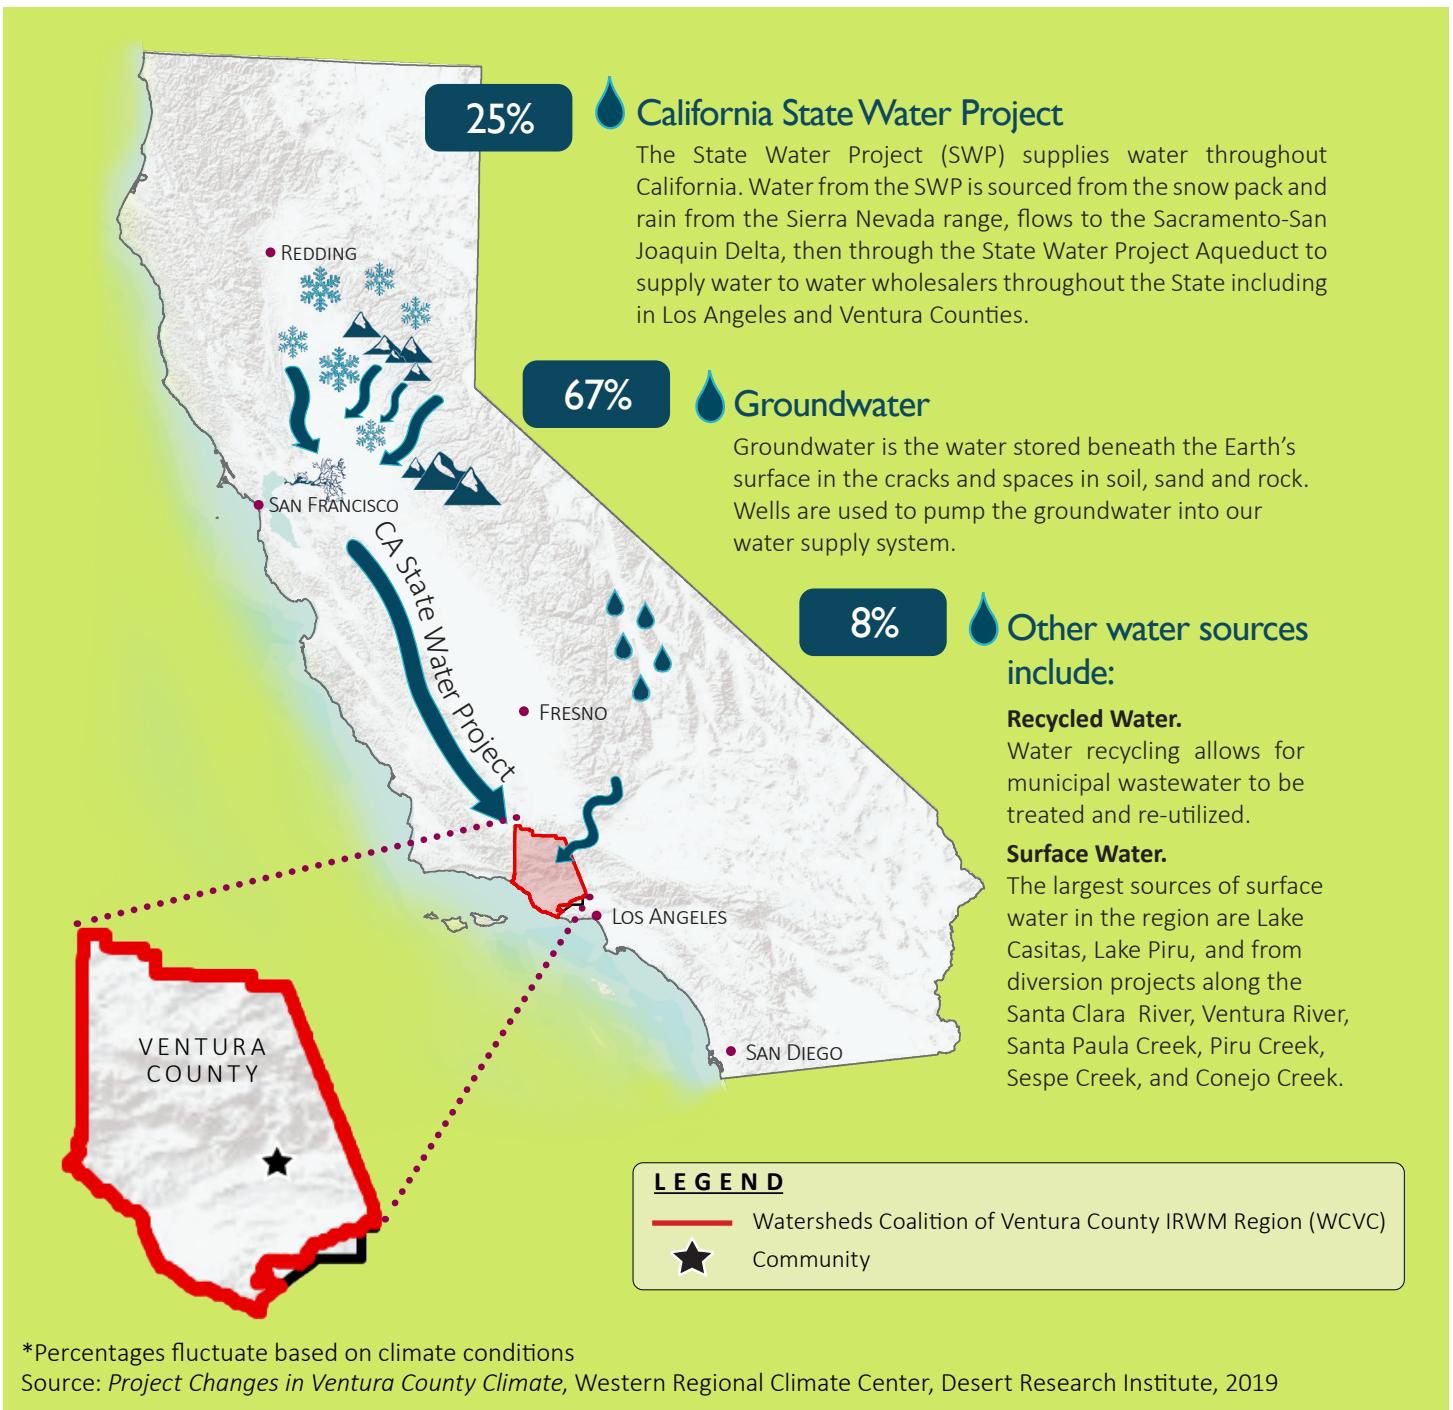 25%
California State Water Project
The State Water Project (SWP) supplies water throughout
California. Water from the SWP is sourced from the snow pack and
rain from the Sierra Nevada range, flows to the Sacramento-San
Joaquin Delta, then through the State Water Project Aqueduct to
supply water to water wholesalers throughout the State including
in Los Angeles and Ventura Counties.
67%
Groundwater
Groundwater is the water stored beneath the Earth’s
surface in the cracks and spaces in soil, sand and rock.
Wells are used to pump the groundwater into our
water supply system.
8%
Other water sources
include:
Recycled Water.
Water recycling allows for
municipal wastewater to be
treated and re-utilized.
Surface Water.
The largest sources of surface
water in the region are Lake
Casitas, Lake Piru, and from
diversion projects along the
Santa Clara River, Ventura River,
Santa Paula Creek, Piru Creek,
Sespe Creek, and Conejo Creek.
REDDING
SAN FRANCISCO
CA State Water Project
FRESNO
LOS ANGELES
SAN DIEGO
VENTURA
COUNTY
LEGEND
Watersheds Coalition of Ventura County IRWM Region (WCVC)
Community
*Percentages fluctuate based on climate conditions
Source: Project Changes in Ventura County Climate, Western Regional Climate Center, Desert Research Institute, 2019